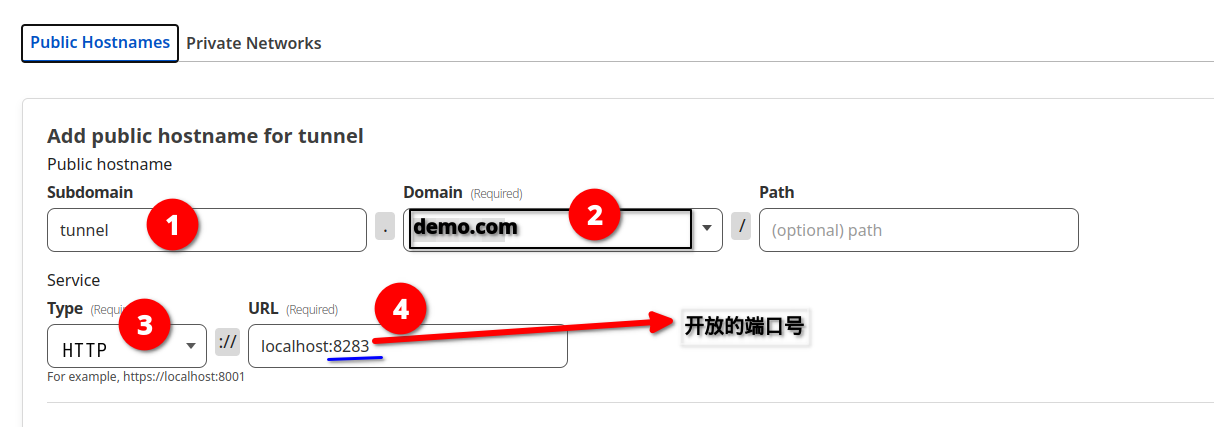 Public Hostnames Private Networks
Add public hostname for tunnel
Public hostname
Subdomain Domain (Required) Path
tunnel 1 . demo.com 2 / (optional) path
Service
Type (Requi 3 URL (Required) 4
HTTP :// localhost:8283 开放的端口号
For example, https://localhost:8001